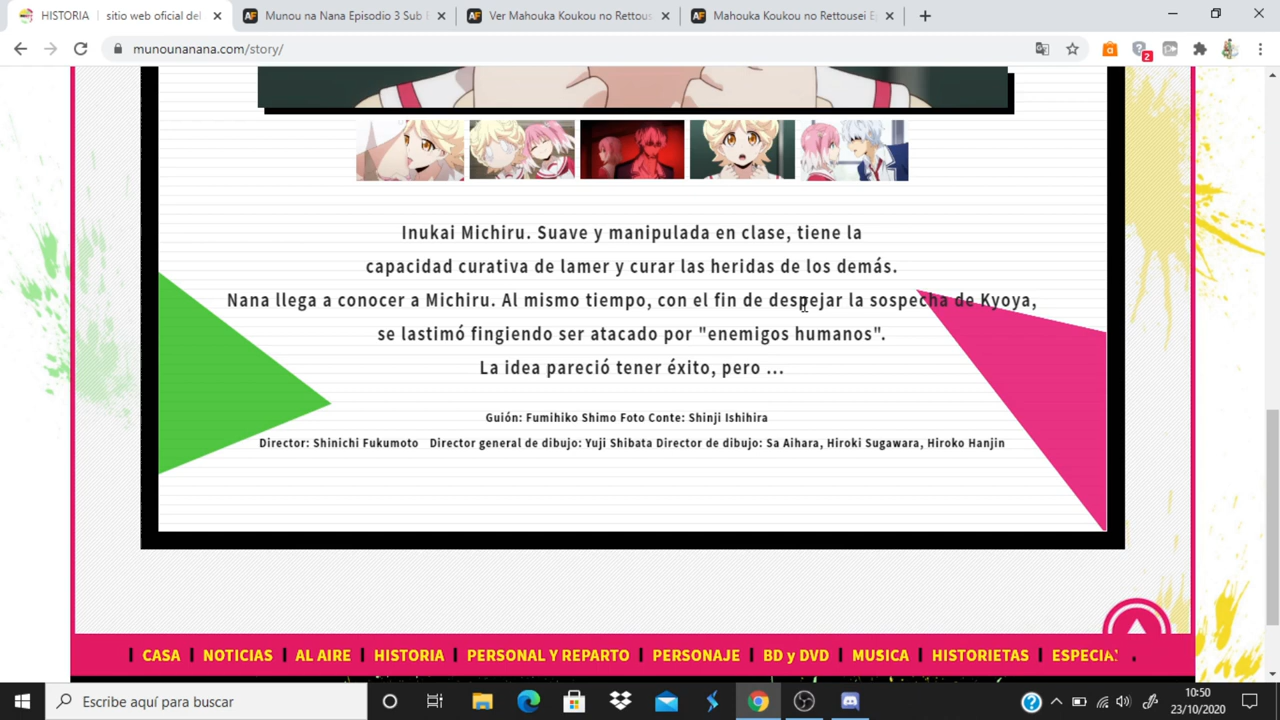 HISTORIA | sitio web oficial del
Munou na Nana Episodio 3 Sub
Ver Mahouka Koukou no Rettous
Mahouka Koukou no Rettousei E
munounanana.com/story/
2
Inukai Michiru. Suave y manipulada en clase, tiene la
capacidad curativa de lamer y curar las heridas de los demás.
Nana llega a conocer a Michiru. Al mismo tiempo, con el fin de despejar la sospecha de Kyoya,
se lastimó fingiendo ser atacado por "enemigos humanos".
La idea pareció tener éxito, pero ...
Guión: Fumihiko Shimo Foto Conte: Shinji Ishihira
Director: Shinichi Fukumoto Director general de dibujo: Yuji Shibata Director de dibujo: Sa Aihara, Hiroki Sugawara, Hiroko Hanjin
CASA | NOTICIAS | AL AIRE | HISTORIA | PERSONAL Y REPARTO | PERSONAJE | BD y DVD | MUSICA | HISTORIETAS | ESPECIA
Escribe aquí para buscar
10:50
23/10/2020